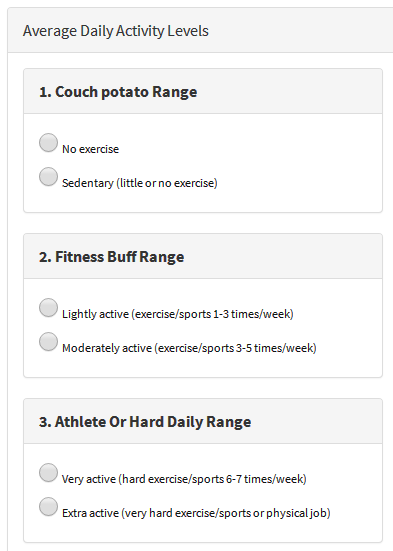 Average Daily Activity Levels
1. Couch potato Range
No exercise
Sedentary (little or no exercise)
2. Fitness Buff Range
Lightly active (exercise/sports 1-3 times/week)
Moderately active (exercise/sports 3-5 times/week)
3. Athlete Or Hard Daily Range
Very active (hard exercise/sports 6-7 times/week)
Extra active (very hard exercise/sports or physical job)